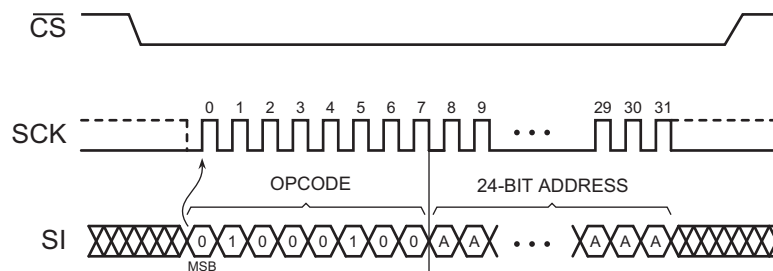 CS
SCK
0 1 2 3 4 5 6 7 8 9 ••• 29 30 31
OPCODE
24-BIT ADDRESS
SI
0 1 0 0 0 1 0 0 A A ••• A A A
MSB